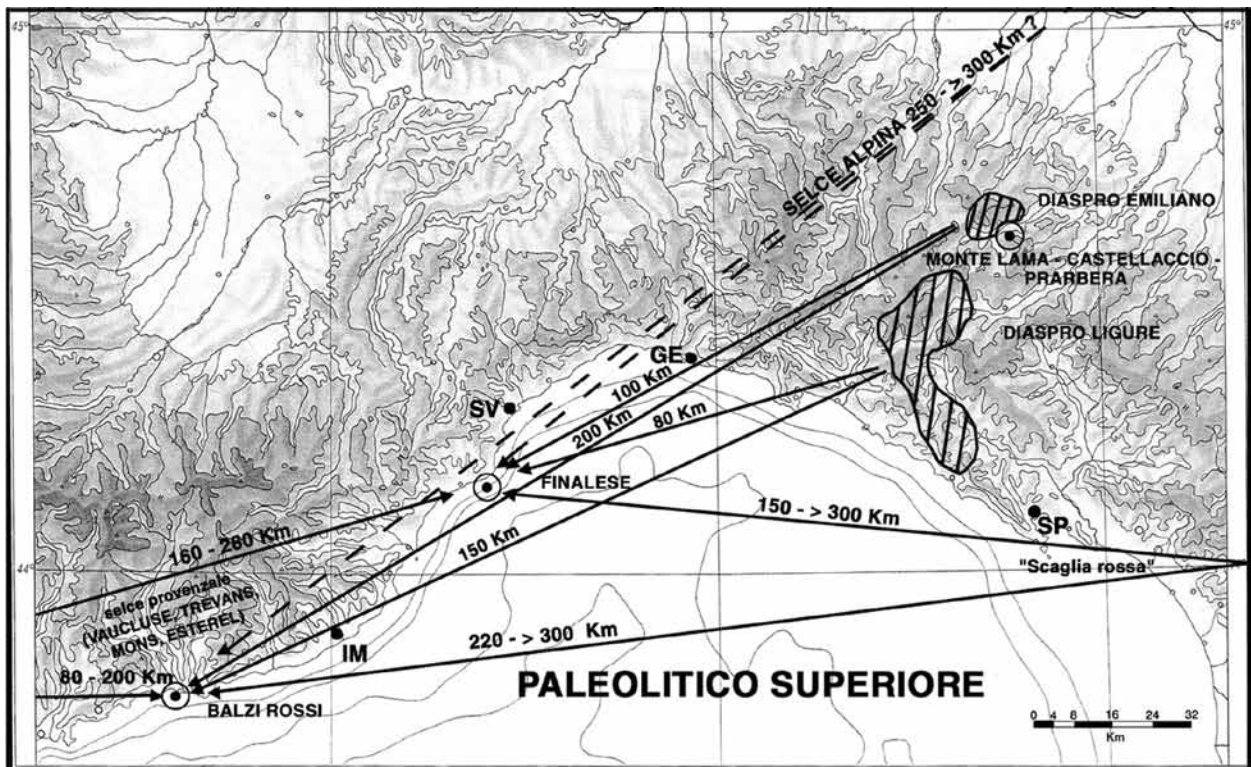 45°
45°
SELCE ALPINA 250 - > 300 Km ?
DIASPRO EMILIANO
MONTE LAMA - CASTELLACCIO -
PRARBERA
DIASPRO LIGURE
GE
100 Km
SV
200 Km
80 Km
FINALESE
150 - > 300 Km
SP
160 - 280 Km
150 Km
44°
44°
"Scaglia rossa"
selce provenzale
(VAUCLUSE, TREVANS,
MONS, ESTEREL)
IM
220 - > 300 Km
80 - 200 Km
PALEOLITICO SUPERIORE
BALZI ROSSI
0 4 8 16 24 32
Km